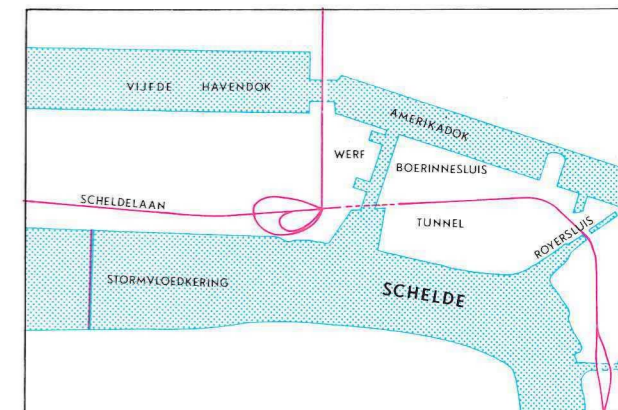 VIJFDE HAVENDOK
AMERIKADOK
WERF
BOERINNESLUIS
SCHELDELAAN
TUNNEL
ROYERSLUIS
STORMVLOEDKERING
SCHELDE